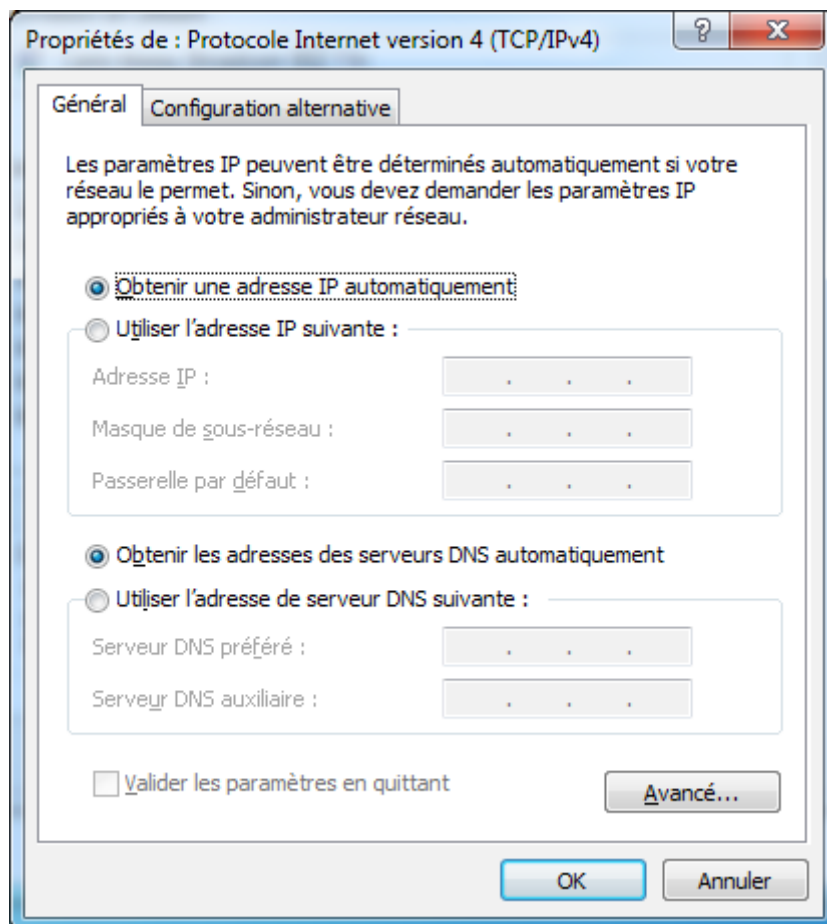 Propriétés de : Protocole Internet version 4 (TCP/IPv4)
Général
Configuration alternative
Les paramètres IP peuvent être déterminés automatiquement si votre
réseau le permet. Sinon, vous devez demander les paramètres IP
appropriés à votre administrateur réseau.
Obtenir une adresse IP automatiquement
Utiliser l'adresse IP suivante :
Adresse IP :
Masque de sous-réseau :
Passerelle par défaut :
Obtenir les adresses des serveurs DNS automatiquement
Utiliser l'adresse de serveur DNS suivante :
Serveur DNS préféré :
Serveur DNS auxiliaire :
Valider les paramètres en quittant
Avancé...
OK
Annuler